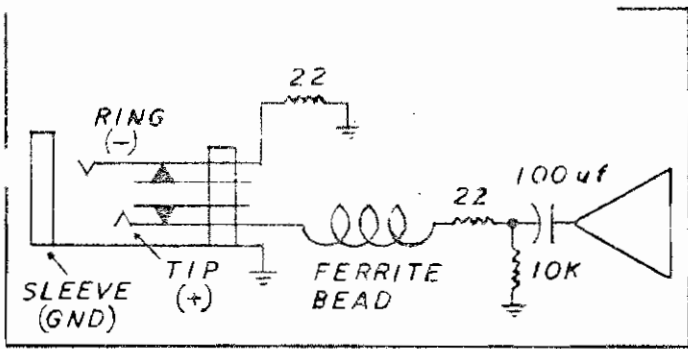 22
RING
(-)
22
100uf
TIP
(+)
SLEEVE
(GND)
FERRITE
BEAD
10K